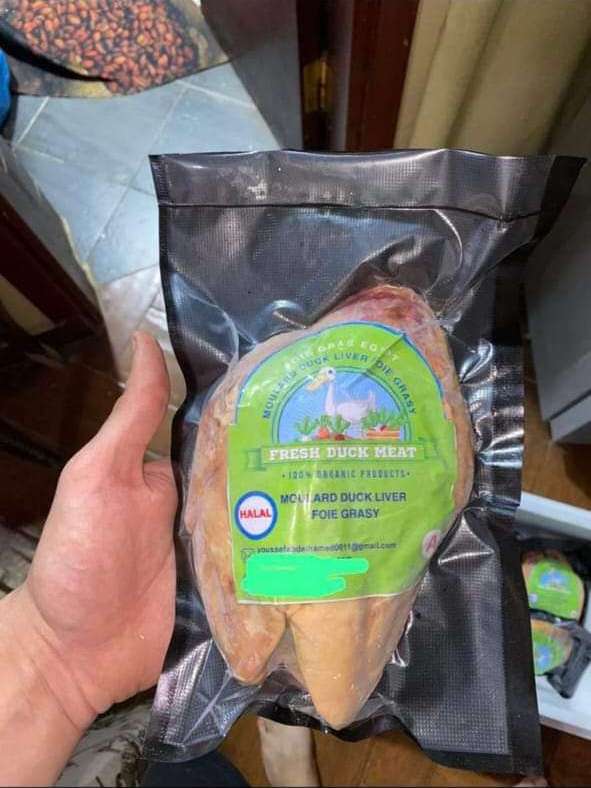 FOIE GRAS EGYPT
MOULARD DUCK LIVER FOIE GRASY
FRESH DUCK MEAT
• 100% ORGANIC PRODUCTS •
HALAL
MOULARD DUCK LIVER
FOIE GRASY
A